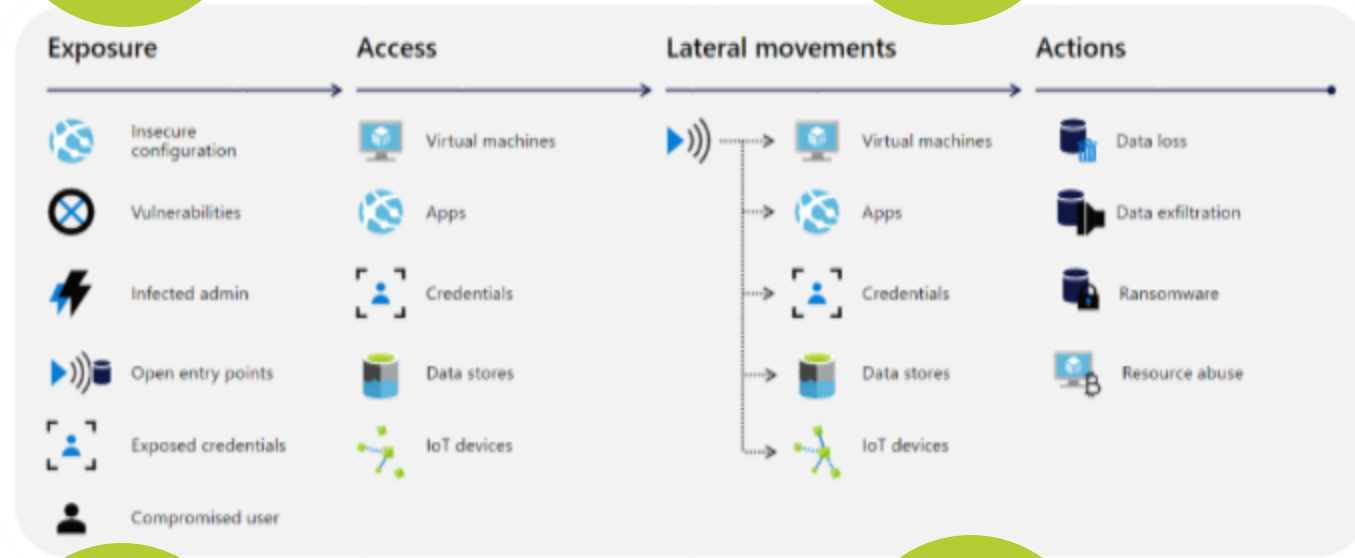 Exposure
Access
Lateral movements
Actions
Insecure
configuration
Vulnerabilities
Infected admin
Open entry points
Exposed credentials
Compromised user
Virtual machines
Apps
Credentials
Data stores
IoT devices
Virtual machines
Apps
Credentials
Data stores
IoT devices
Data loss
Data exfiltration
Ransomware
Resource abuse